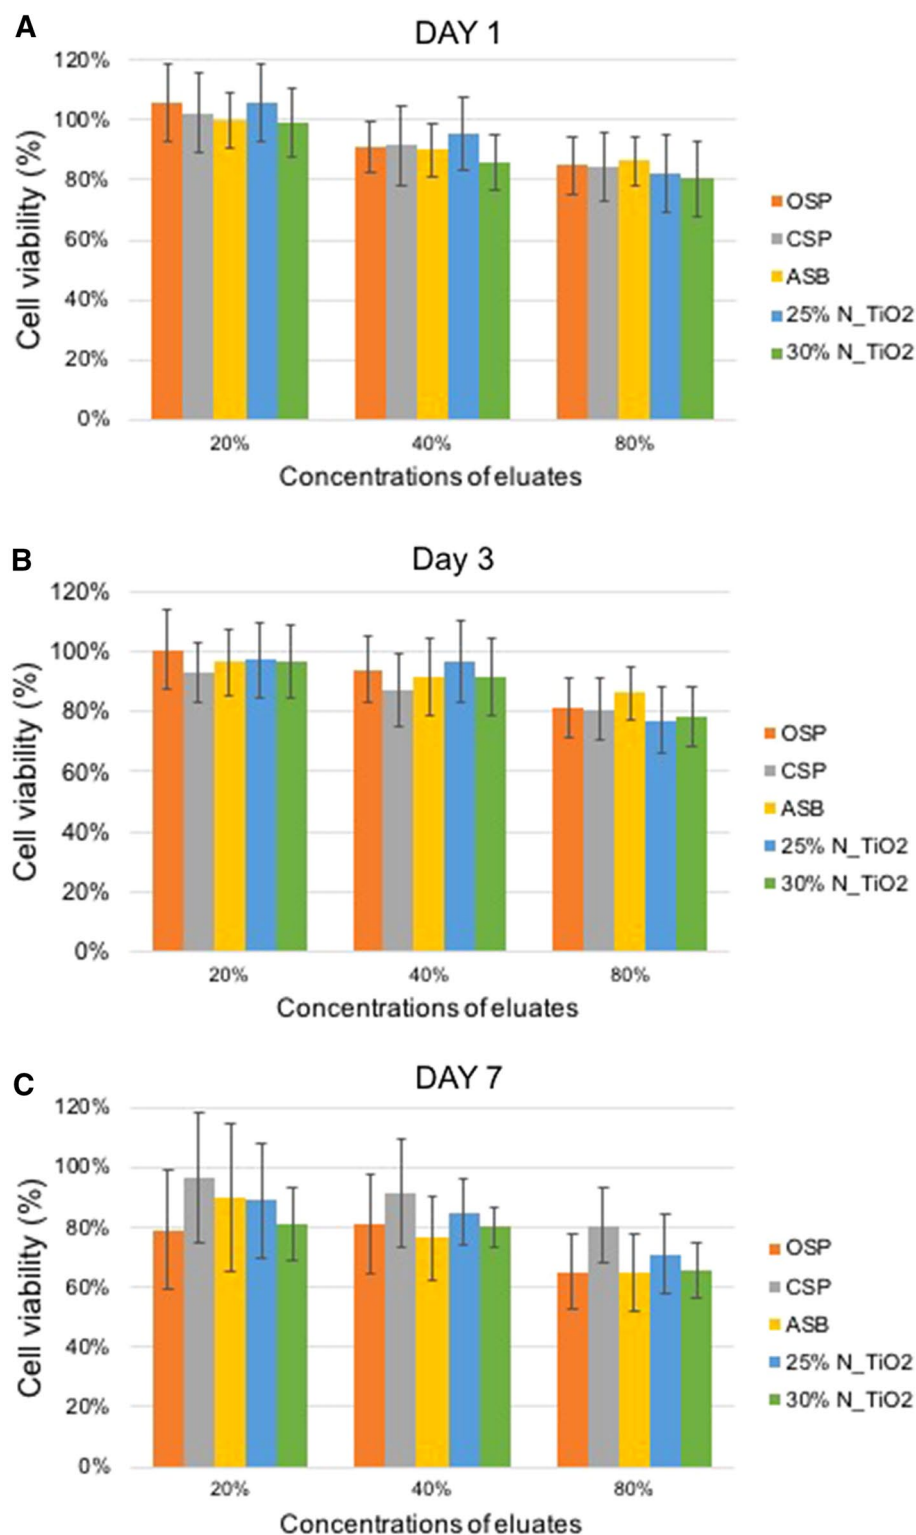 A
DAY 1
120%
100%
80%
60%
40%
20%
0%
Cell viability (%)
20% 40% 80%
Concentrations of eluates
OSP
CSP
ASB
25% N_TiO2
30% N_TiO2
B
Day 3
120%
100%
80%
60%
40%
20%
0%
Cell viability (%)
20% 40% 80%
Concentrations of eluates
OSP
CSP
ASB
25% N_TiO2
30% N_TiO2
C
DAY 7
120%
100%
80%
60%
40%
20%
0%
Cell viability (%)
20% 40% 80%
Concentrations of eluates
OSP
CSP
ASB
25% N_TiO2
30% N_TiO2